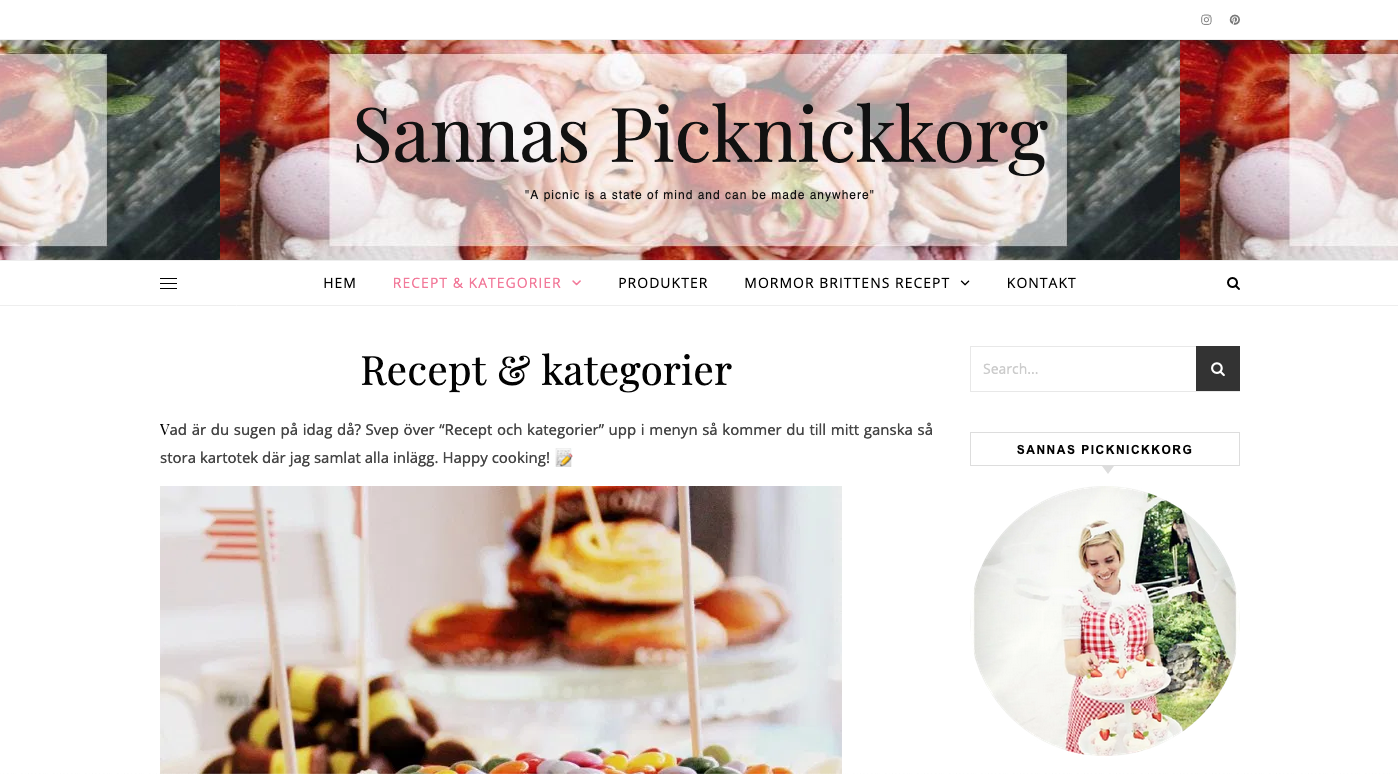 Sannas Picknickkorg
"A picnic is a state of mind and can be made anywhere"
HEM RECEPT & KATEGORIER PRODUKTER MORMOR BRITTENS RECEPT KONTAKT
Recept & kategorier
Search...
Vad är du sugen på idag då? Svep över “Recept och kategorier” upp i menyn så kommer du till mitt ganska så
stora kartotek där jag samlat alla inlägg. Happy cooking!
SANNAS PICKNICKKORG